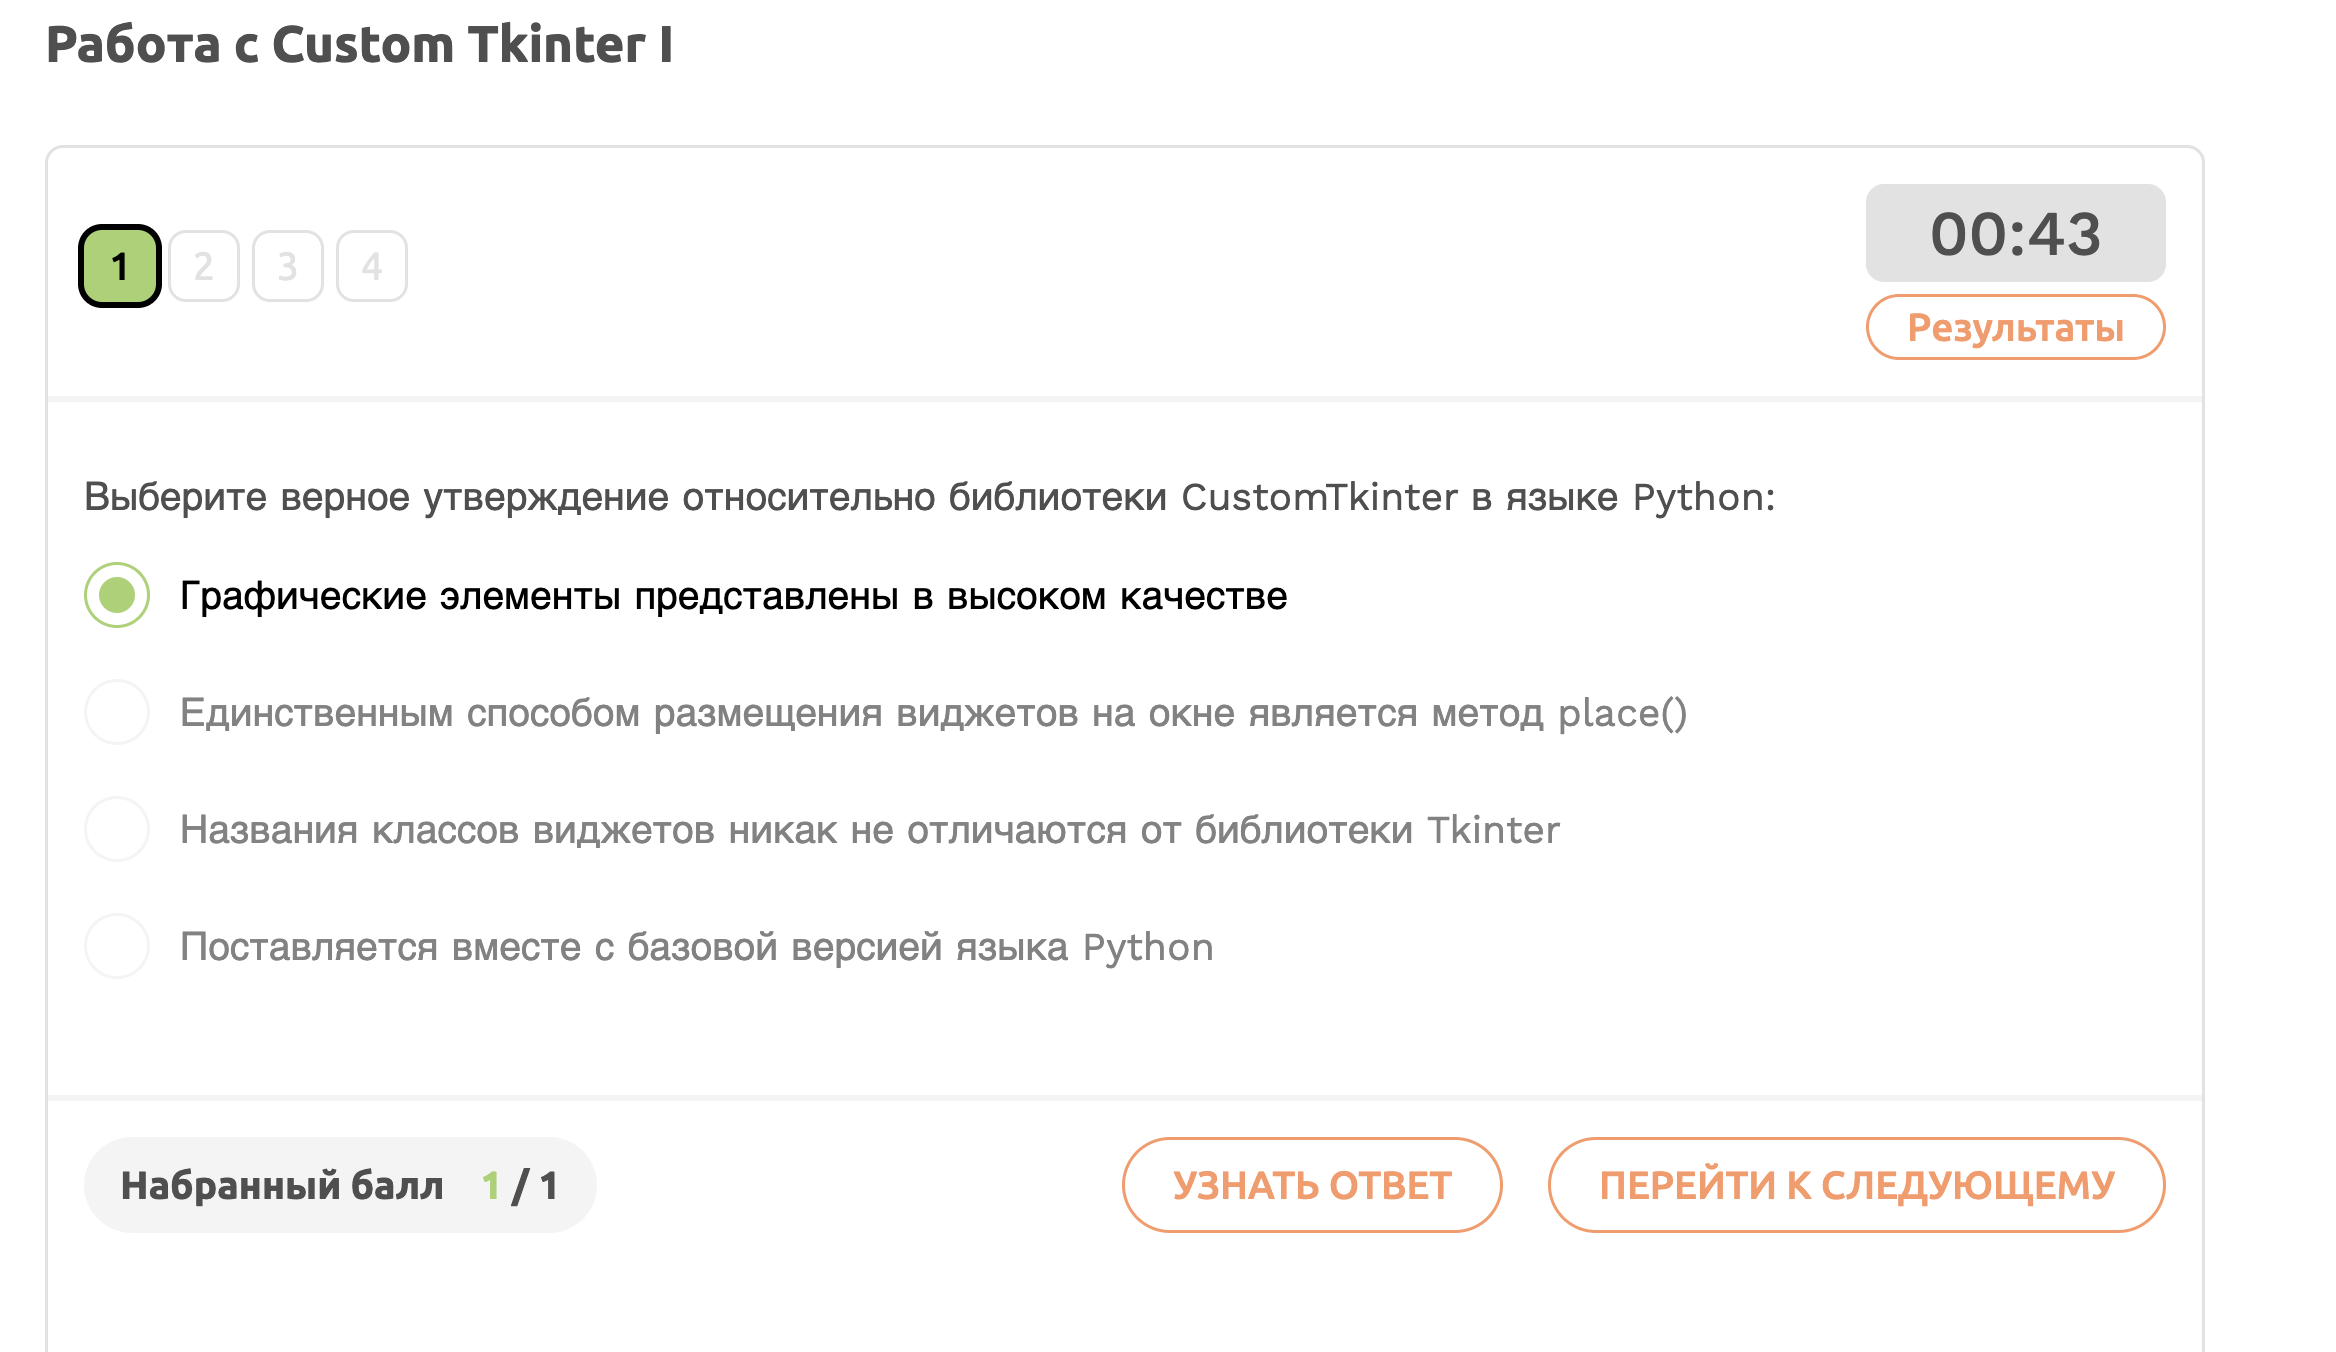 Работа с Custom Tkinter I
1 2 3 4
00:43
Результаты
Выберите верное утверждение относительно библиотеки CustomTkinter в языке Python:
Графические элементы представлены в высоком качестве
Единственным способом размещения виджетов на окне является метод place()
Названия классов виджетов никак не отличаются от библиотеки Tkinter
Поставляется вместе с базовой версией языка Python
Набранный балл 1 / 1
УЗНАТЬ ОТВЕТ
ПЕРЕЙТИ К СЛЕДУЮЩЕМУ